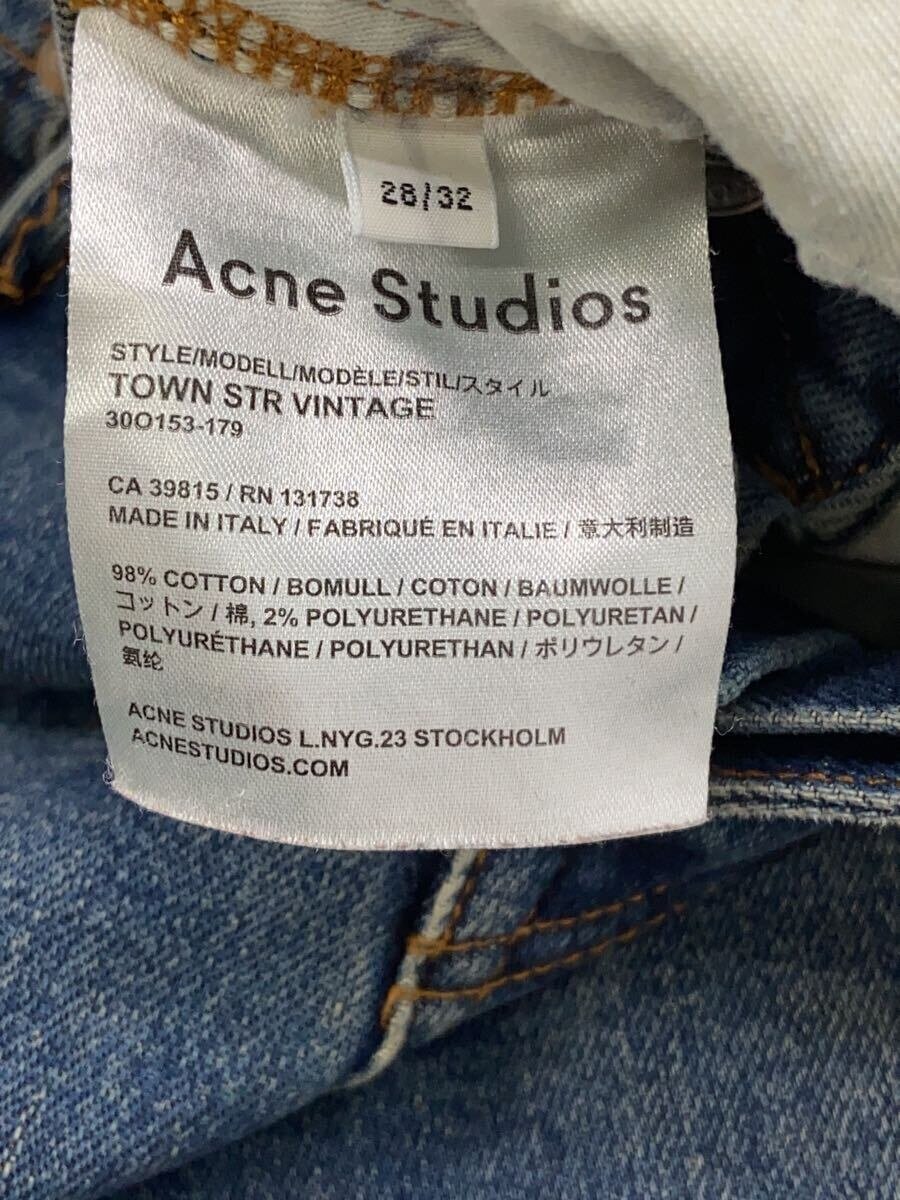 28/32
Acne Studios
STYLE/MODELL/MODÈLE/STIL/スタイル
TOWN STR VINTAGE
30O153-179
CA 39815 / RN 131738
MADE IN ITALY / FABRIQUÉ EN ITALIE / 意大利制造
98% COTTON / BOMULL / COTON / BAUMWOLLE /
コットン / 棉, 2% POLYURETHANE / POLYURETAN /
POLYURÉTHANE / POLYURETHAN / ポリウレタン /
氨纶
ACNE STUDIOS L.NYG.23 STOCKHOLM
ACNESTUDIOS.COM